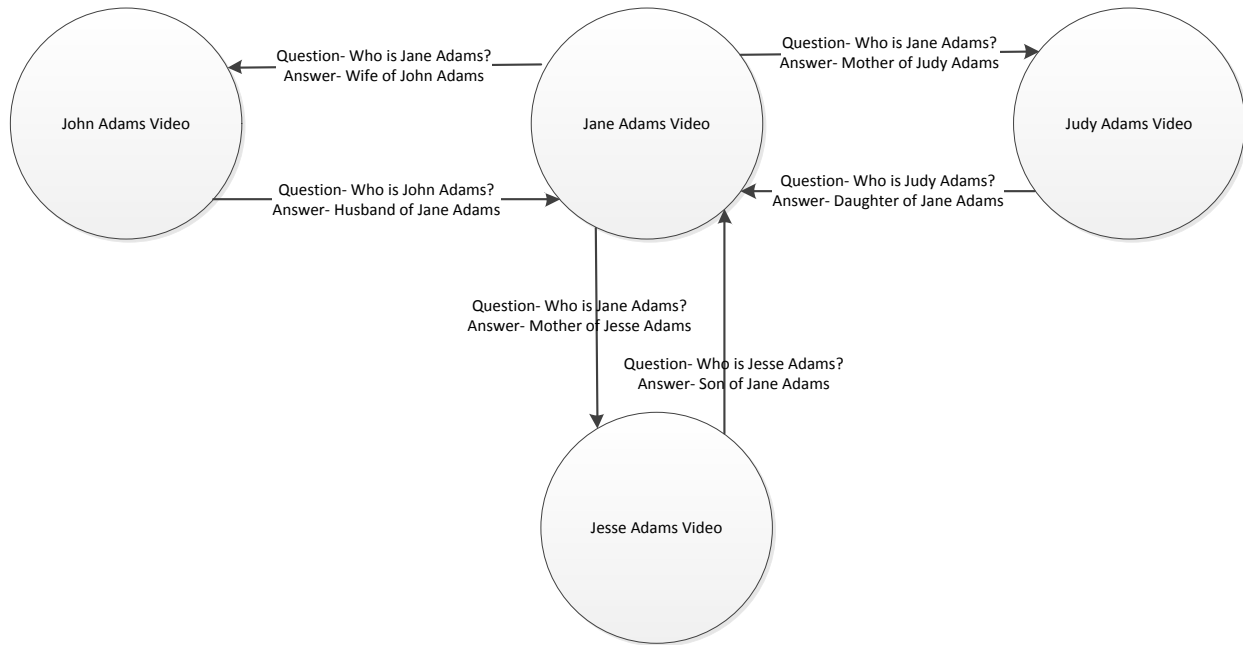 Question- Who is Jane Adams?
Answer- Wife of John Adams
Question- Who is Jane Adams?
Answer- Mother of Judy Adams
John Adams Video
Jane Adams Video
Judy Adams Video
Question- Who is John Adams?
Answer- Husband of Jane Adams
Question- Who is Judy Adams?
Answer- Daughter of Jane Adams
Question- Who is Jane Adams?
Answer- Mother of Jesse Adams
Question- Who is Jesse Adams?
Answer- Son of Jane Adams
Jesse Adams Video